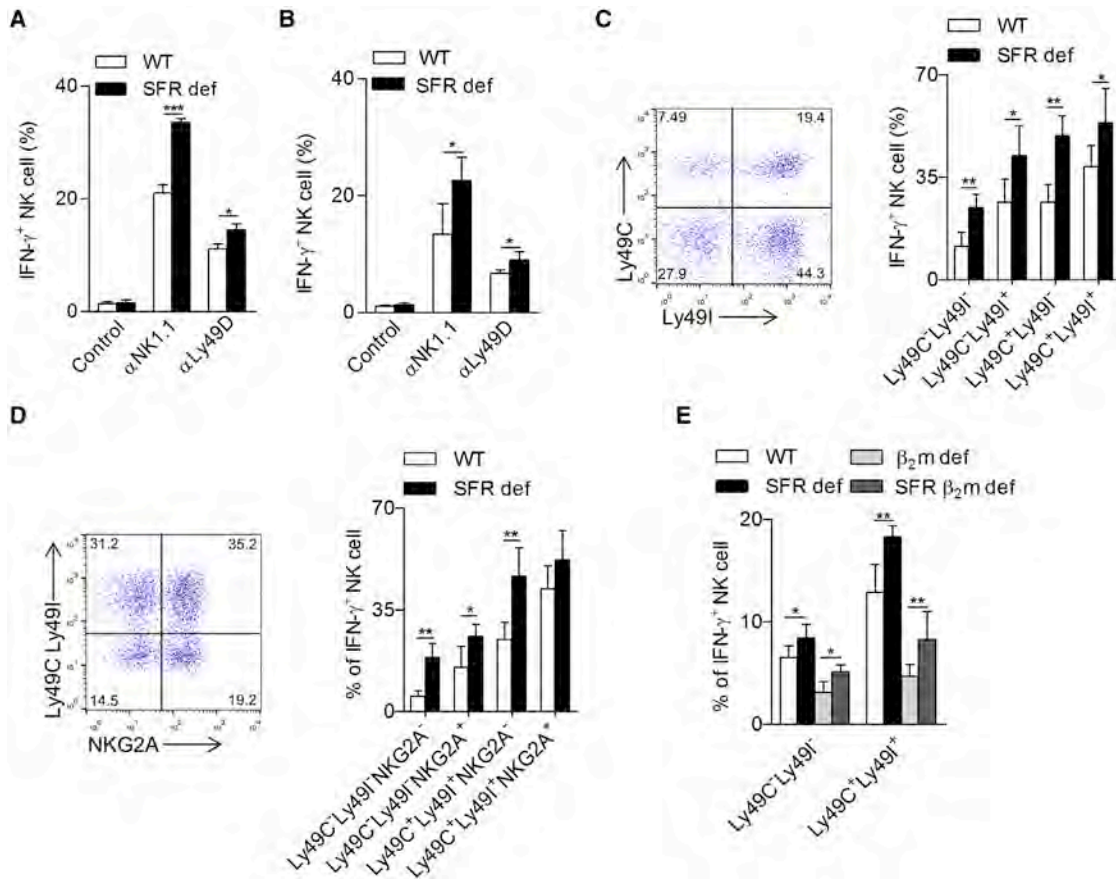 A
WT
SFR def
IFN-γ⁺ NK cell (%)
40
20
0
Control
αNK1.1
αLy49D
***
*
B
WT
SFR def
IFN-γ⁺ NK cell (%)
40
20
0
Control
αNK1.1
αLy49D
*
*
C
7.49
19.4
27.9
44.3
Ly49C
Ly49I
WT
SFR def
IFN-γ⁺ NK cell (%)
70
35
0
**
*
**
*
Ly49C⁻Ly49I⁻
Ly49C⁻Ly49I⁺
Ly49C⁺Ly49I⁻
Ly49C⁺Ly49I⁺
D
31.2
35.2
14.5
19.2
Ly49C Ly49I
NKG2A
WT
SFR def
% of IFN-γ⁺ NK cell
70
35
0
**
*
**
Ly49C⁻Ly49I⁻NKG2A⁻
Ly49C⁻Ly49I⁻NKG2A⁺
Ly49C⁺Ly49I⁺NKG2A⁻
Ly49C⁺Ly49I⁺NKG2A⁺
E
WT
β₂m def
SFR def
SFR β₂m def
% of IFN-γ⁺ NK cell
20
10
0
*
*
**
**
Ly49C⁻Ly49I⁻
Ly49C⁺Ly49I⁺